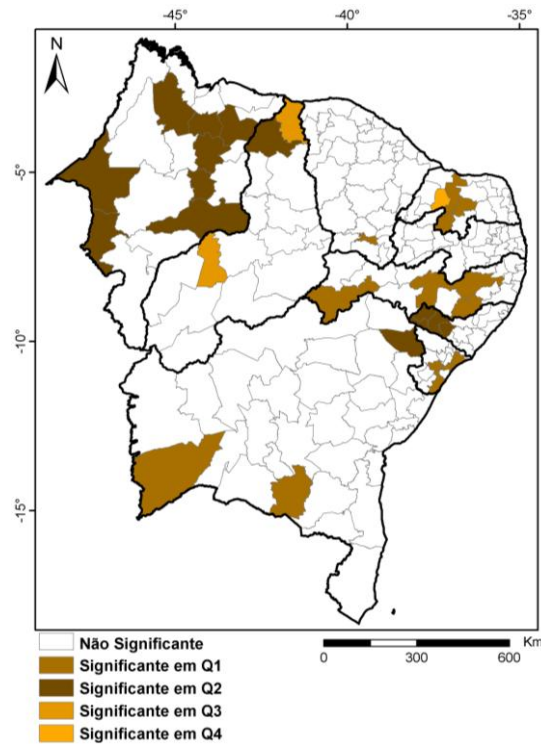 -45° -40° -35°
N
-5°
-10°
-15°
Não Significante
Significante em Q1
Significante em Q2
Significante em Q3
Significante em Q4
Km
0 300 600